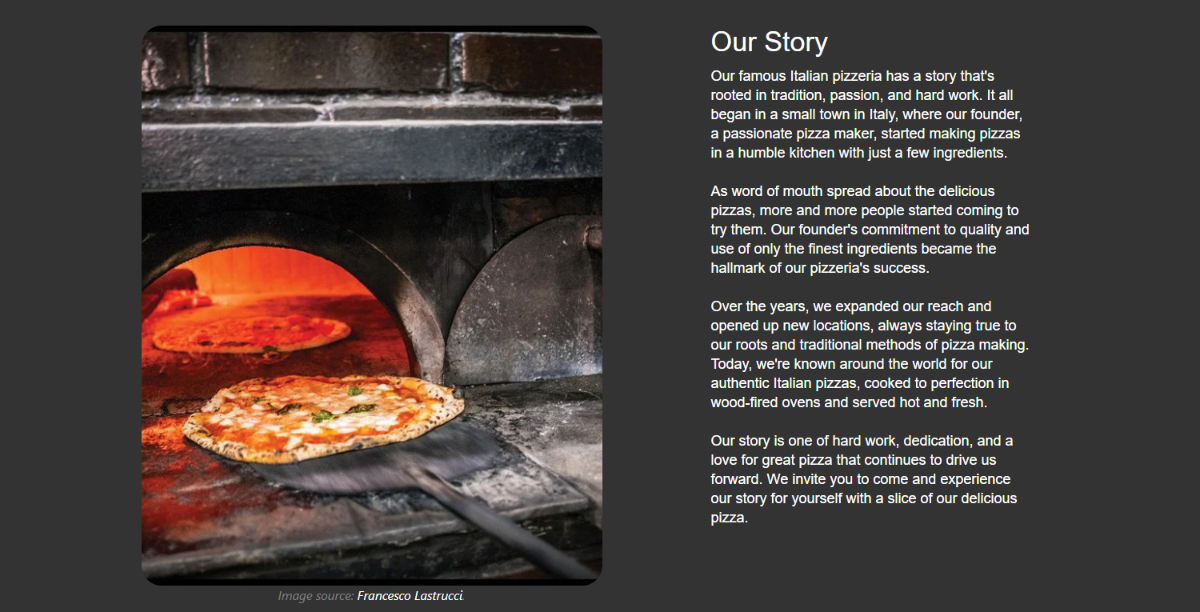 Our Story
Our famous Italian pizzeria has a story that's
rooted in tradition, passion, and hard work. It all
began in a small town in Italy, where our founder,
a passionate pizza maker, started making pizzas
in a humble kitchen with just a few ingredients.
As word of mouth spread about the delicious
pizzas, more and more people started coming to
try them. Our founder's commitment to quality and
use of only the finest ingredients became the
hallmark of our pizzeria's success.
Over the years, we expanded our reach and
opened up new locations, always staying true to
our roots and traditional methods of pizza making.
Today, we're known around the world for our
authentic Italian pizzas, cooked to perfection in
wood-fired ovens and served hot and fresh.
Our story is one of hard work, dedication, and a
love for great pizza that continues to drive us
forward. We invite you to come and experience
our story for yourself with a slice of our delicious
pizza.
Image source: Francesco Lastrucci.